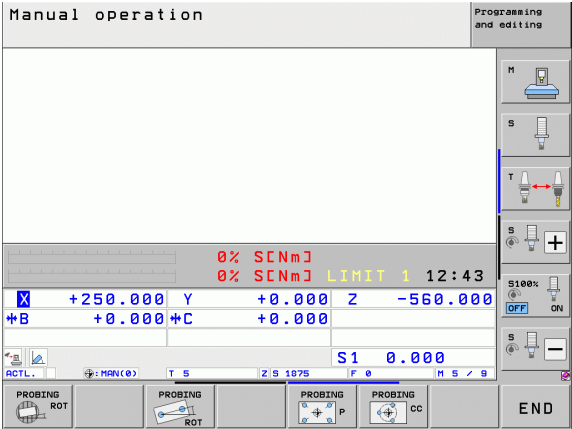 Manual operation
Programming
and editing
M
S
T
S
S100%
OFF ON
S
0% S[Nm]
0% S[Nm] LIMIT 1 12:43
X +250.000 Y +0.000 Z -560.000
B +0.000 C +0.000
S1 0.000
ACTL. : MAN(0) T 5 Z S 1875 F 0 M 5 / 9
PROBING
ROT
PROBING
ROT
PROBING
P
PROBING
CC
END